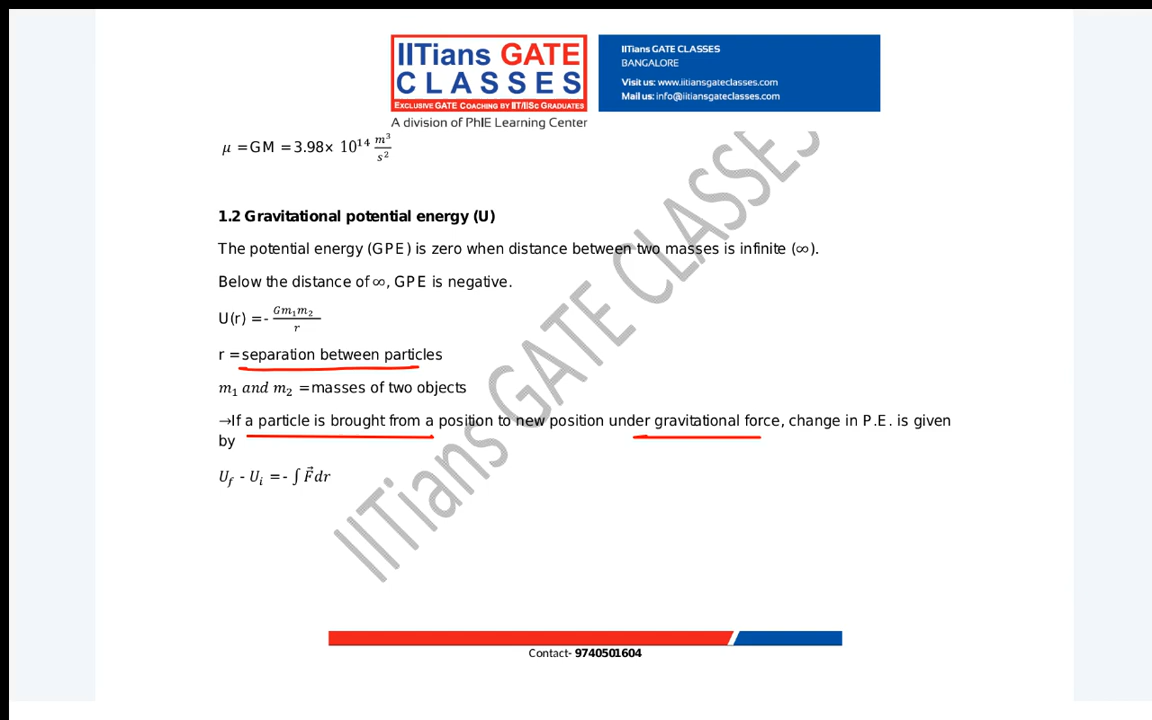 IITians GATE
CLASSES
EXCLUSIVE GATE COACHING BY IIT/IISc GRADUATES
A division of PhIE Learning Center
IITians GATE CLASSES
BANGALORE
Visit us: www.iitiansgateclasses.com
Mail us: info@iitiansgateclasses.com
μ = GM = 3.98× 10¹⁴ m³/s²
1.2 Gravitational potential energy (U)
The potential energy (GPE) is zero when distance between two masses is infinite (∞).
Below the distance of ∞, GPE is negative.
U(r) = - Gm₁m₂/r
r = separation between particles
m₁ and m₂ = masses of two objects
→If a particle is brought from a position to new position under gravitational force, change in P.E. is given
by
U_f - U_i = - ∫ F⃗dr
IITians GATE CLASSES
Contact- 9740501604